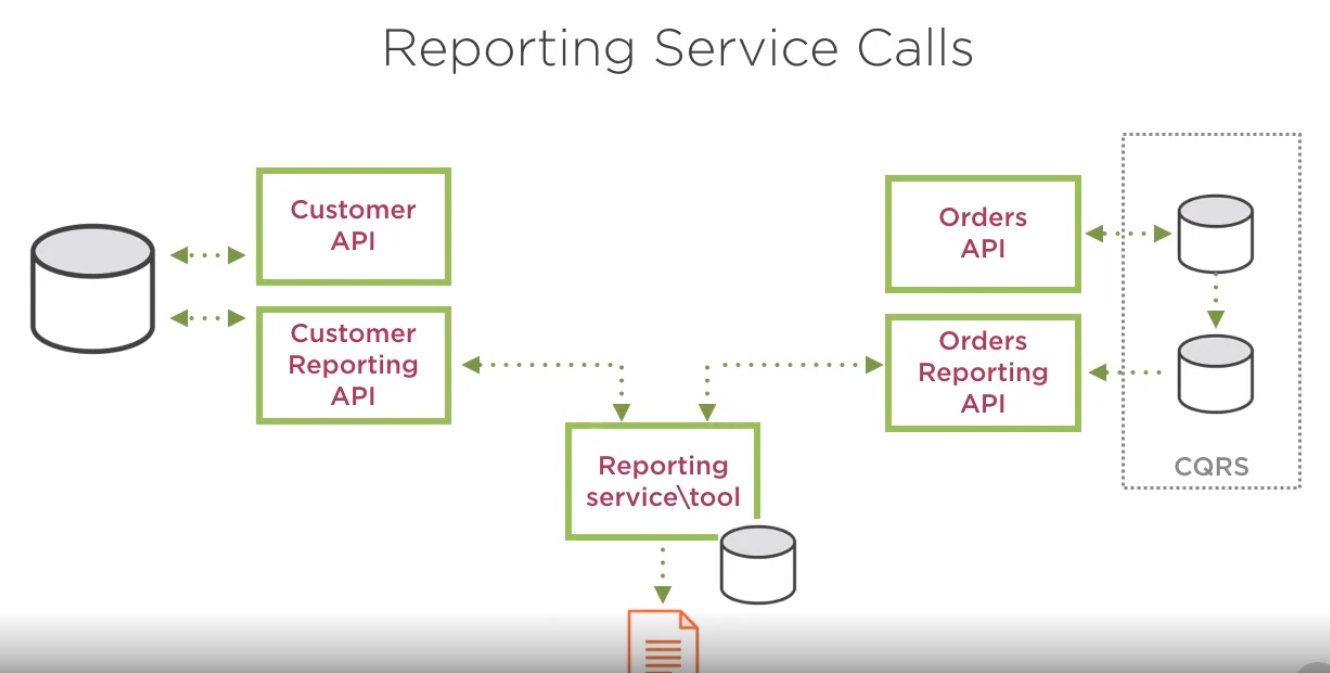 Reporting Service Calls
Customer
API
Customer
Reporting
API
Orders
API
Orders
Reporting
API
CQRS
Reporting
service\tool